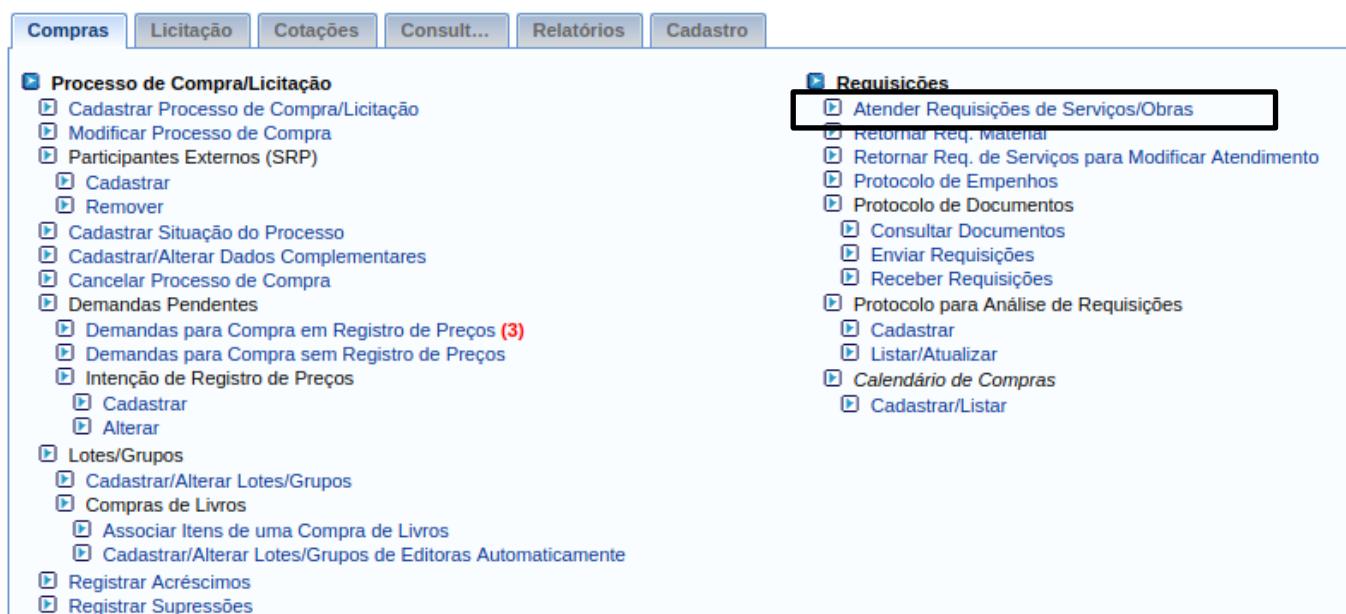 Compras Licitação Cotações Consult... Relatórios Cadastro
Processo de Compra/Licitação
Cadastrar Processo de Compra/Licitação
Modificar Processo de Compra
Participantes Externos (SRP)
Cadastrar
Remover
Cadastrar Situação do Processo
Cadastrar/Alterar Dados Complementares
Cancelar Processo de Compra
Demandas Pendentes
Demandas para Compra em Registro de Preços (3)
Demandas para Compra sem Registro de Preços
Intenção de Registro de Preços
Cadastrar
Alterar
Lotes/Grupos
Cadastrar/Alterar Lotes/Grupos
Compras de Livros
Associar Itens de uma Compra de Livros
Cadastrar/Alterar Lotes/Grupos de Editoras Automaticamente
Registrar Acréscimos
Registrar Supressões
Requisições
Atender Requisições de Serviços/Obras
Retornar Req. Material
Retornar Req. de Serviços para Modificar Atendimento
Protocolo de Empenhos
Protocolo de Documentos
Consultar Documentos
Enviar Requisições
Receber Requisições
Protocolo para Análise de Requisições
Cadastrar
Listar/Atualizar
Calendário de Compras
Cadastrar/Listar